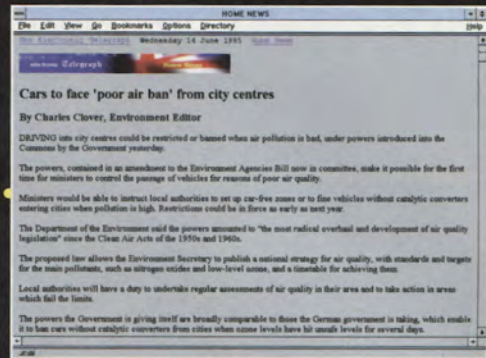 HOME NEWS
File Edit View Go Bookmarks Options Directory Help
The Electronic Telegraph Wednesday 14 June 1995 Home News
electronic Telegraph Home News
Cars to face 'poor air ban' from city centres
By Charles Clover, Environment Editor
DRIVING into city centres could be restricted or banned when air pollution is bad, under powers introduced into the
Commons by the Government yesterday.
The powers, contained in an amendment to the Environment Agencies Bill now in committee, make it possible for the first
time for ministers to control the passage of vehicles for reasons of poor air quality.
Ministers would be able to instruct local authorities to set up car-free zones or to fine vehicles without catalytic converters
entering cities when pollution is high. Restrictions could be in force as early as next year.
The Department of the Environment said the powers amounted to "the most radical overhaul and development of air quality
legislation" since the Clean Air Acts of the 1950s and 1960s.
The proposed law allows the Environment Secretary to publish a national strategy for air quality, with standards and targets
for the main pollutants, such as nitrogen oxides and low-level ozone, and a timetable for achieving them.
Local authorities will have a duty to undertake regular assessments of air quality in their area and to take action in areas
which fail the limits.
The powers the Government is giving itself are broadly comparable to those the German government is taking, which enable
it to ban cars without catalytic converters from cities when ozone levels have hit unsafe levels for several days.